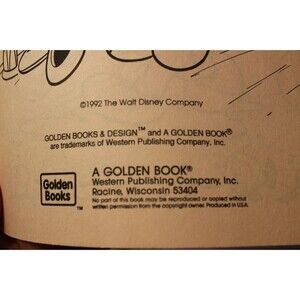 ©1992 The Walt Disney Company
GOLDEN BOOKS & DESIGN™ and A GOLDEN BOOK®
are trademarks of Western Publishing Company, Inc.
Golden
Books
™
A GOLDEN BOOK®
Western Publishing Company, Inc.
Racine, Wisconsin 53404
No part of this book may be reproduced or copied without
written permission from the copyright owner. Produced in U.S.A.